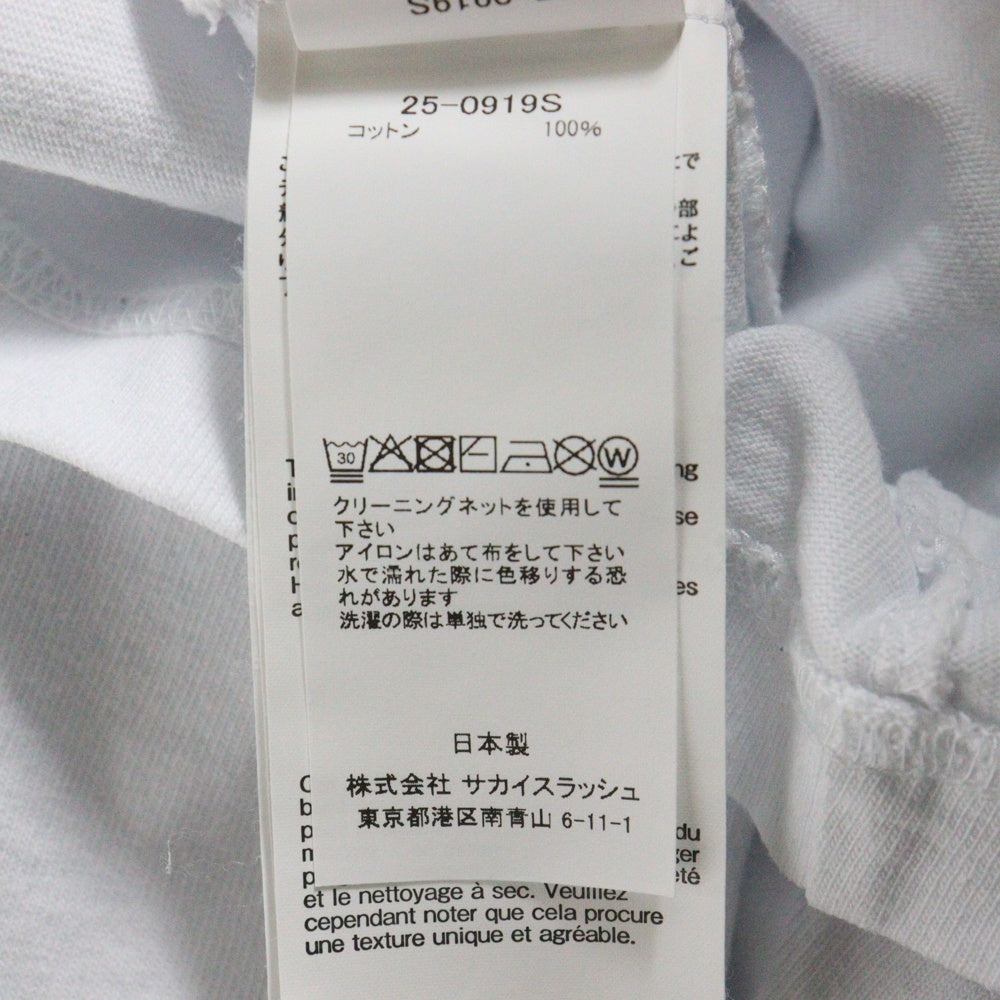 25-0919S
コットン 100%
30
W
クリーニングネットを使用して
下さい
アイロンはあて布をして下さい
水で濡れた際に色移りする恐
れがあります
洗濯の際は単独で洗ってください
日本製
株式会社 サカイスラッシュ
東京都港区南青山 6-11-1
du
et le nettoyage à sec. Veuillez
cependant noter que cela procure
une texture unique et agréable.